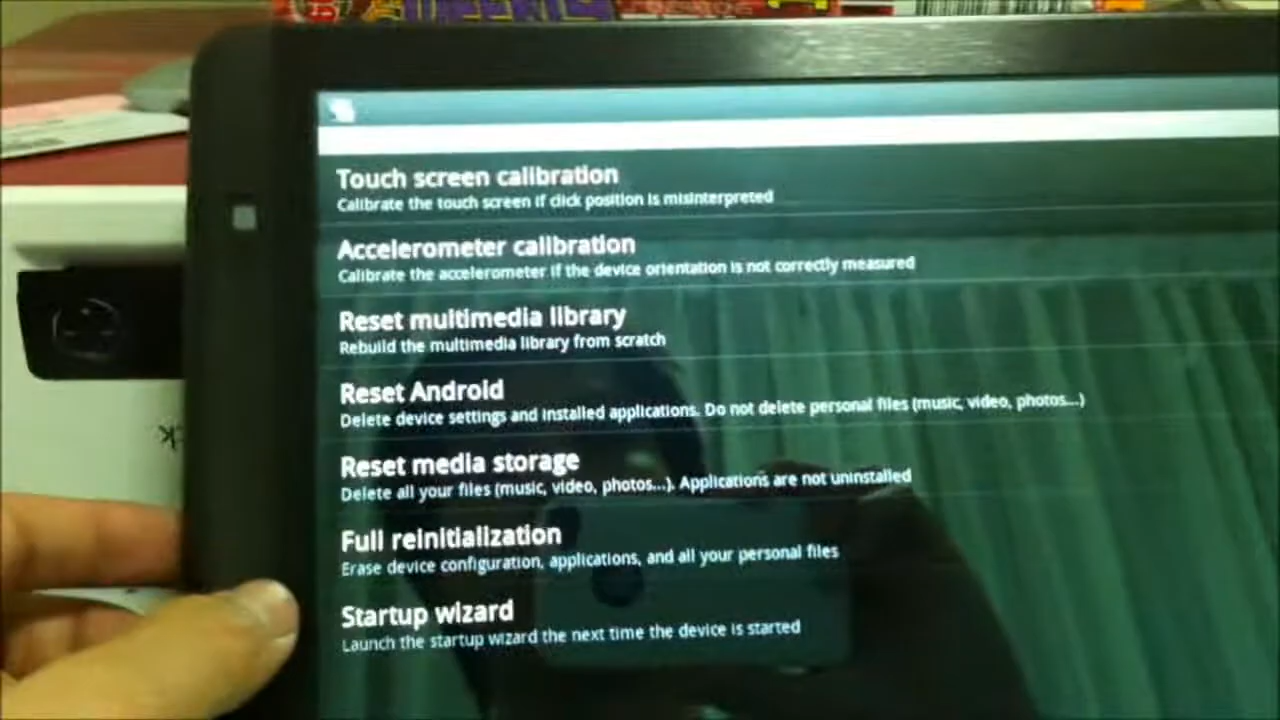 Touch screen calibration
Calibrate the touch screen if click position is misinterpreted
Accelerometer calibration
Calibrate the accelerometer if the device orientation is not correctly measured
Reset multimedia library
Rebuild the multimedia library from scratch
Reset Android
Delete device settings and installed applications. Do not delete personal files (music, video, photos...)
Reset media storage
Delete all your files (music, video, photos...). Applications are not uninstalled
Full reinitialization
Erase device configuration, applications, and all your personal files
Startup wizard
Launch the startup wizard the next time the device is started